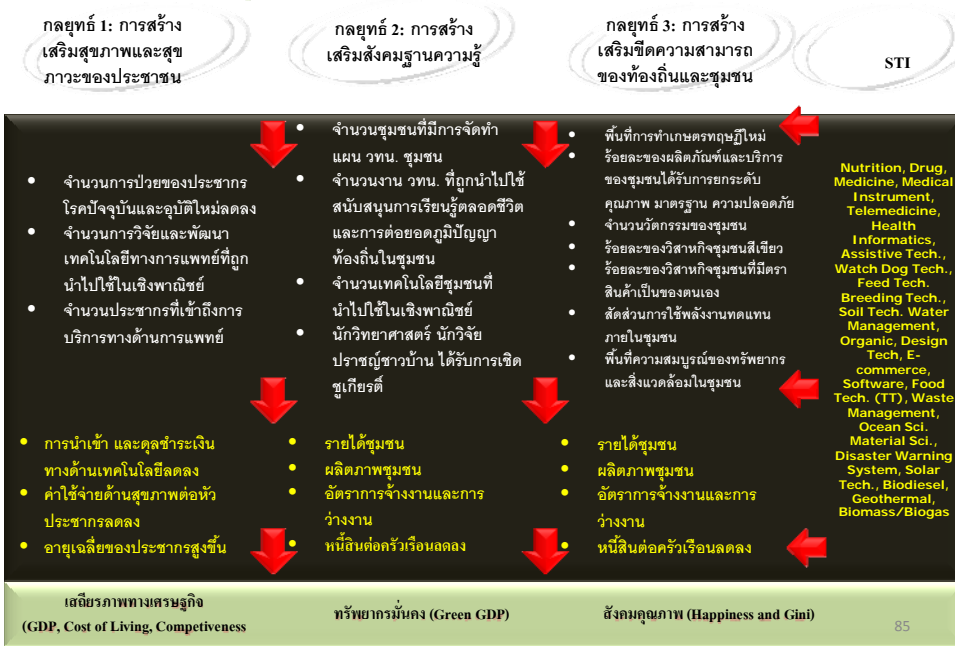 กลยุทธ์ 1: การสร้าง
เสริมสุขภาพและสุข
ภาวะของประชาชน
กลยุทธ์ 2: การสร้าง
เสริมสังคมฐานความรู้
กลยุทธ์ 3: การสร้าง
เสริมขีดความสามารถ
ของท้องถิ่นและชุมชน
STI
• จำนวนการป่วยของประชากร
โรคปัจจุบันและอุบัติใหม่ลดลง
• จำนวนการวิจัยและพัฒนา
เทคโนโลยีทางการแพทย์ที่ถูก
นำไปใช้ในเชิงพาณิชย์
• จำนวนประชากรที่เข้าถึงการ
บริการทางด้านการแพทย์
• จำนวนชุมชนที่มีการจัดทำ
แผน วทน. ชุมชน
• จำนวนงาน วทน. ที่ถูกนำไปใช้
สนับสนุนการเรียนรู้ตลอดชีวิต
และการต่อยอดภูมิปัญญา
ท้องถิ่นในชุมชน
• จำนวนเทคโนโลยีชุมชนที่
นำไปใช้ในเชิงพาณิชย์
• นักวิทยาศาสตร์ นักวิจัย
ปราชญ์ชาวบ้าน ได้รับการเชิด
ชูเกียรติ์
• พื้นที่การทำเกษตรทฤษฎีใหม่
• ร้อยละของผลิตภัณฑ์และบริการ
ของชุมชนได้รับการยกระดับ
คุณภาพ มาตรฐาน ความปลอดภัย
• จำนวนวัตกรรมของชุมชน
• ร้อยละของวิสาหกิจชุมชนสีเขียว
• ร้อยละของวิสาหกิจชุมชนที่มีตรา
สินค้าเป็นของตนเอง
• สัดส่วนการใช้พลังงานทดแทน
ภายในชุมชน
• พื้นที่ความสมบูรณ์ของทรัพยากร
และสิ่งแวดล้อมในชุมชน
Nutrition, Drug,
Medicine, Medical
Instrument,
Telemedicine,
Health
Informatics,
Assistive Tech.,
Watch Dog Tech.,
Feed Tech.
Breeding Tech.,
Soil Tech. Water
Management,
Organic, Design
Tech, E-
commerce,
Software, Food
Tech. (TT), Waste
Management,
Ocean Sci.
Material Sci.,
Disaster Warning
System, Solar
Tech., Biodiesel,
Geothermal,
Biomass/Biogas
• การนำเข้า และดุลชำระเงิน
ทางด้านเทคโนโลยีลดลง
• ค่าใช้จ่ายด้านสุขภาพต่อหัว
ประชากรลดลง
• อายุเฉลี่ยของประชากรสูงขึ้น
• รายได้ชุมชน
• ผลิตภาพชุมชน
• อัตราการจ้างงานและการ
ว่างงาน
• หนี้สินต่อครัวเรือนลดลง
• รายได้ชุมชน
• ผลิตภาพชุมชน
• อัตราการจ้างงานและการ
ว่างงาน
• หนี้สินต่อครัวเรือนลดลง
เสถียรภาพทางเศรษฐกิจ
(GDP, Cost of Living, Competiveness
ทรัพยากรมั่นคง (Green GDP)
สังคมคุณภาพ (Happiness and Gini)
85